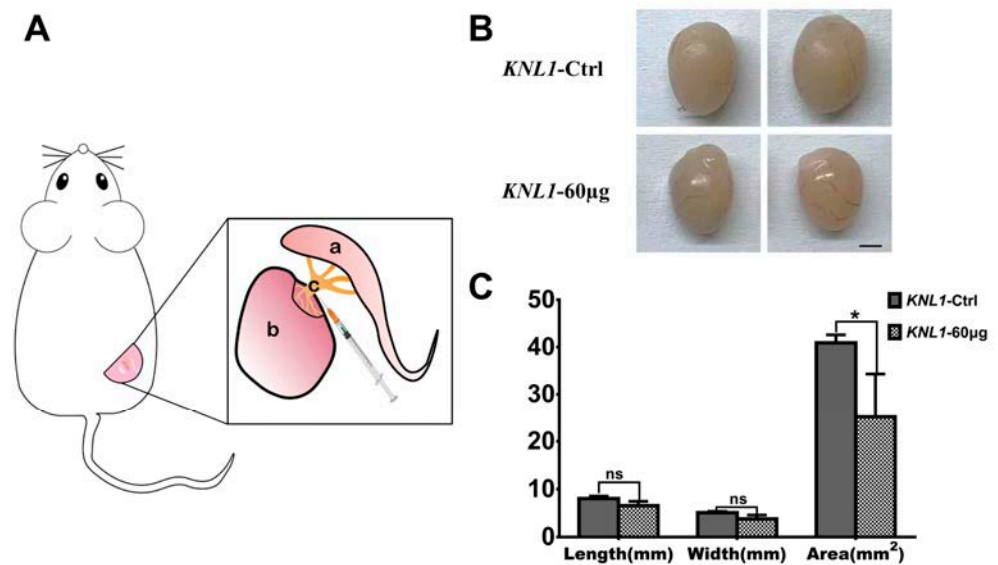 A
a
b
c
B
KNL1-Ctrl
KNL1-60μg
C
50
40
30
20
10
0
ns
ns
*
KNL1-Ctrl
KNL1-60μg
Length(mm)
Width(mm)
Area(mm²)